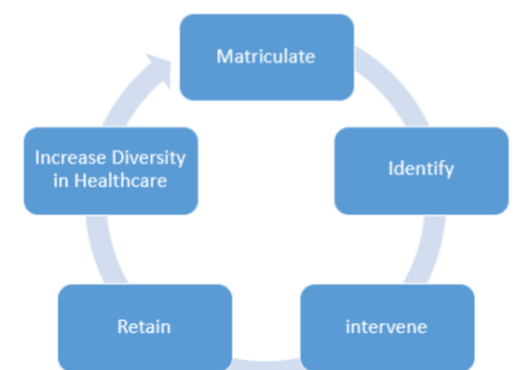 Matriculate
Identify
intervene
Retain
Increase Diversity
in Healthcare